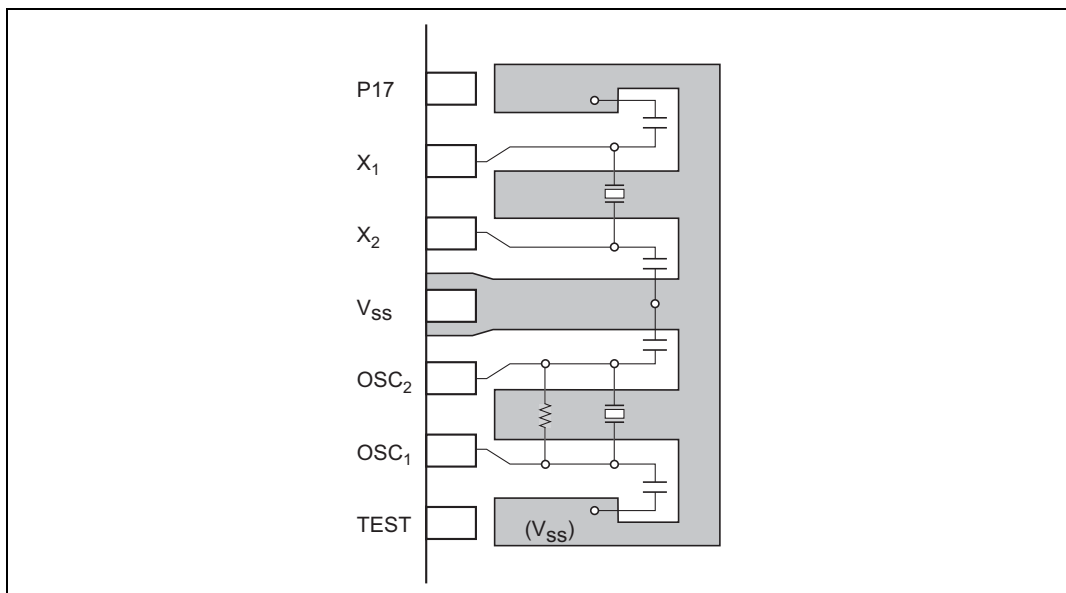 P17
X1
X2
Vss
OSC2
OSC1
TEST
(Vss)